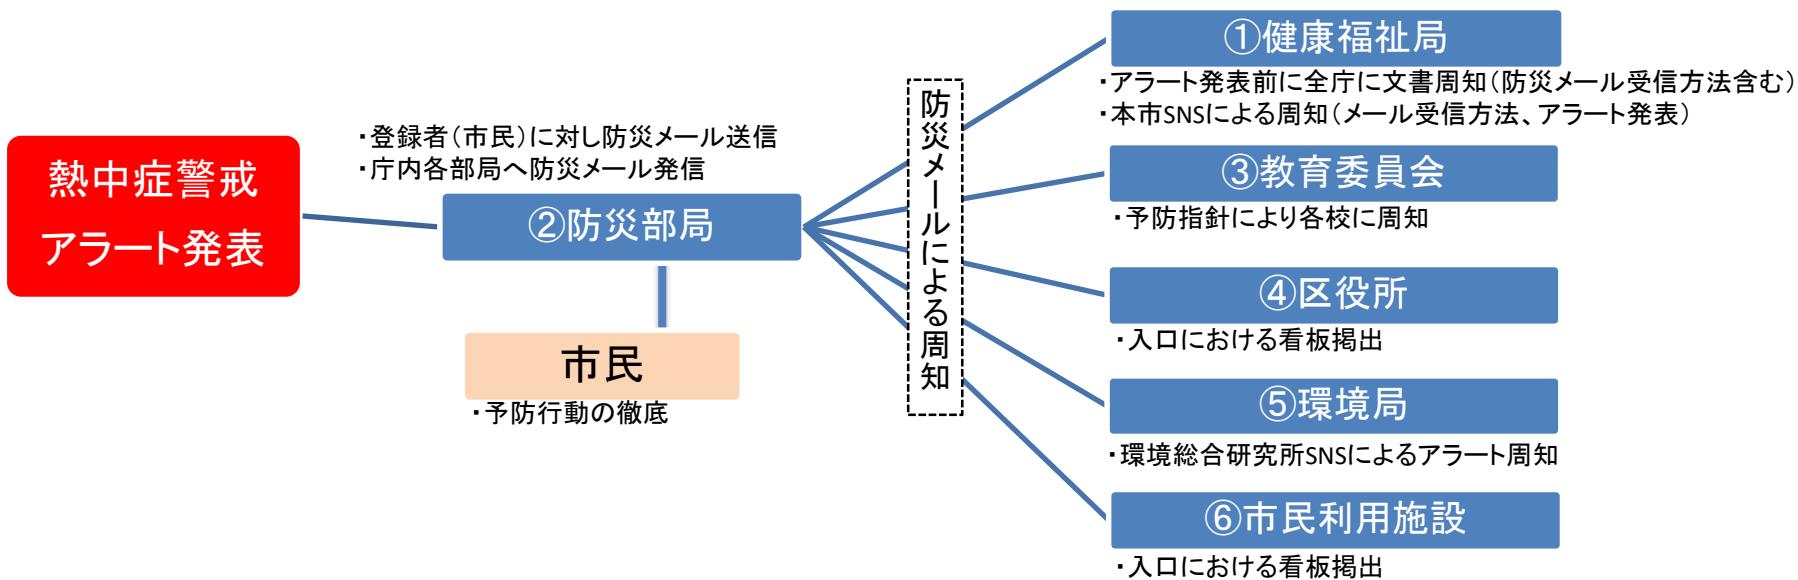 熱中症警戒
アラート発表
・登録者（市民）に対し防災メール送信
・庁内各部局へ防災メール発信
②防災部局
市民
・予防行動の徹底
防災メールによる周知
①健康福祉局
・アラート発表前に全庁に文書周知（防災メール受信方法含む）
・本市SNSによる周知（メール受信方法、アラート発表）
③教育委員会
・予防指針により各校に周知
④区役所
・入口における看板掲出
⑤環境局
・環境総合研究所SNSによるアラート周知
⑥市民利用施設
・入口における看板掲出